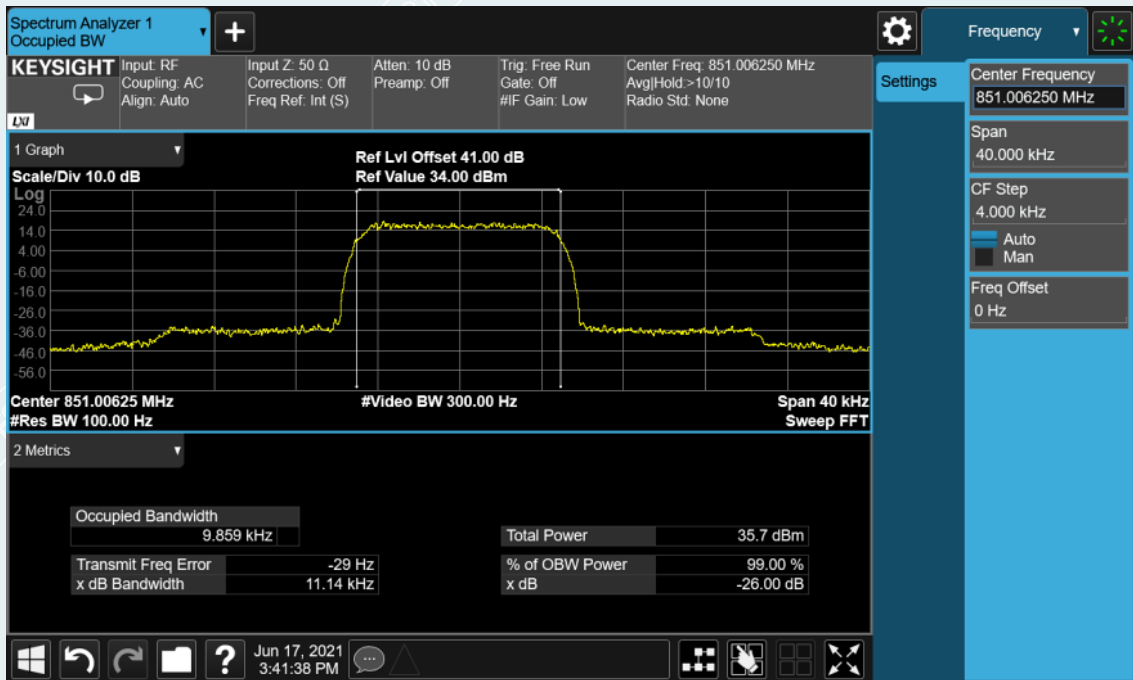 Spectrum Analyzer 1
Occupied BW
+
Frequency
KEYSIGHT
LXI
Input: RF
Coupling: AC
Align: Auto
Input Z: 50 Ω
Corrections: Off
Freq Ref: Int (S)
Atten: 10 dB
Preamp: Off
Trig: Free Run
Gate: Off
#IF Gain: Low
Center Freq: 851.006250 MHz
Avg|Hold:>10/10
Radio Std: None
Settings
Center Frequency
851.006250 MHz
Span
40.000 kHz
CF Step
4.000 kHz
Auto
Man
Freq Offset
0 Hz
1 Graph
Scale/Div 10.0 dB
Ref Lvl Offset 41.00 dB
Ref Value 34.00 dBm
Log
24.0
14.0
4.00
-6.00
-16.0
-26.0
-36.0
-46.0
-56.0
Center 851.00625 MHz
#Video BW 300.00 Hz
Span 40 kHz
#Res BW 100.00 Hz
Sweep FFT
2 Metrics
Occupied Bandwidth
9.859 kHz
Total Power 35.7 dBm
Transmit Freq Error -29 Hz
% of OBW Power 99.00 %
x dB Bandwidth 11.14 kHz
x dB -26.00 dB
?
Jun 17, 2021
3:41:38 PM